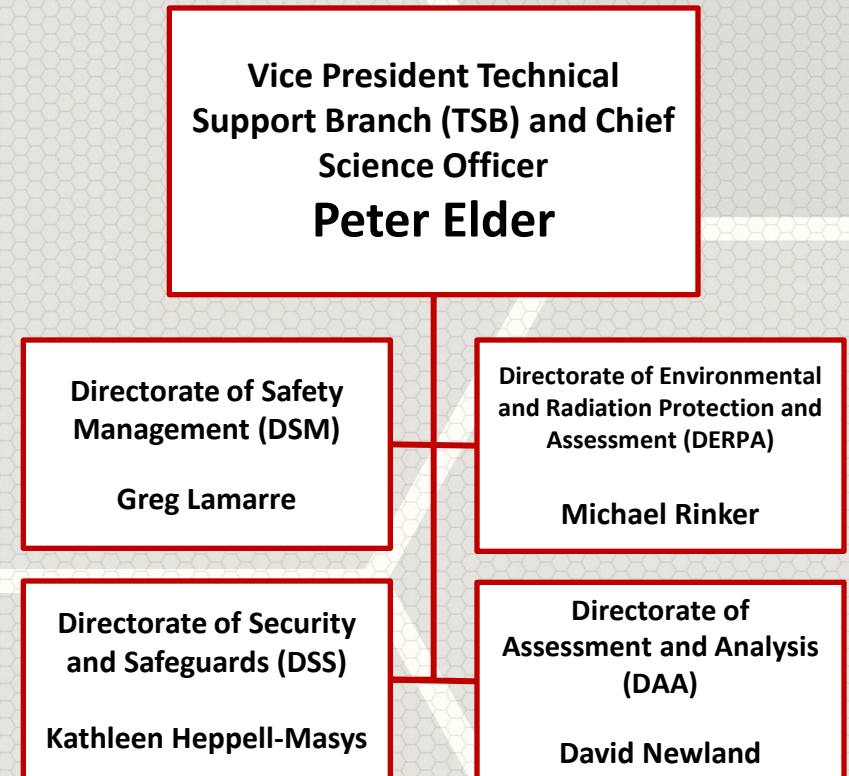 Vice President Technical
Support Branch (TSB) and Chief
Science Officer
Peter Elder
Directorate of Safety
Management (DSM)
Greg Lamarre
Directorate of Environmental
and Radiation Protection and
Assessment (DERPA)
Michael Rinker
Directorate of Security
and Safeguards (DSS)
Kathleen Heppell-Masys
Directorate of
Assessment and Analysis
(DAA)
David Newland